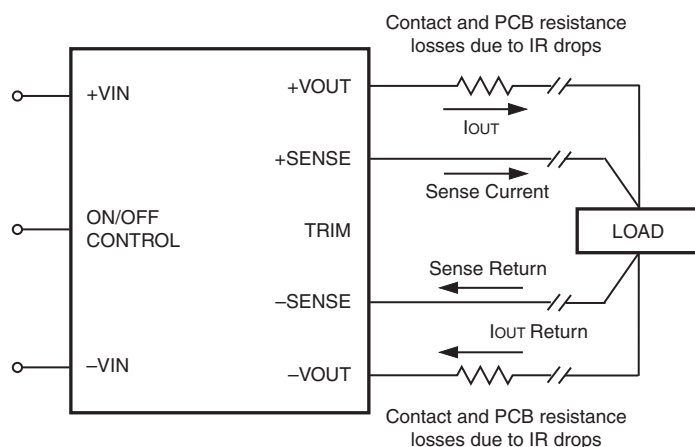 Contact and PCB resistance
losses due to IR drops
+VIN
+VOUT
IOUT
+SENSE
Sense Current
ON/OFF
CONTROL
TRIM
LOAD
Sense Return
–SENSE
IOUT Return
–VIN
–VOUT
Contact and PCB resistance
losses due to IR drops